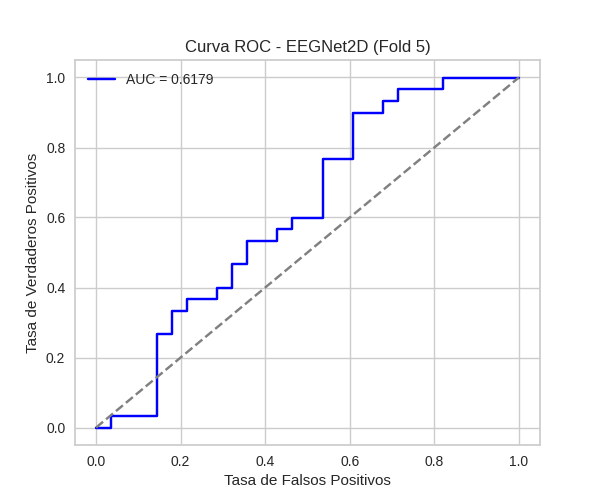 Curva ROC - EEGNet2D (Fold 5)
AUC = 0.6179
1.0
0.8
0.6
0.4
0.2
0.0
Tasa de Verdaderos Positivos
0.0 0.2 0.4 0.6 0.8 1.0
Tasa de Falsos Positivos